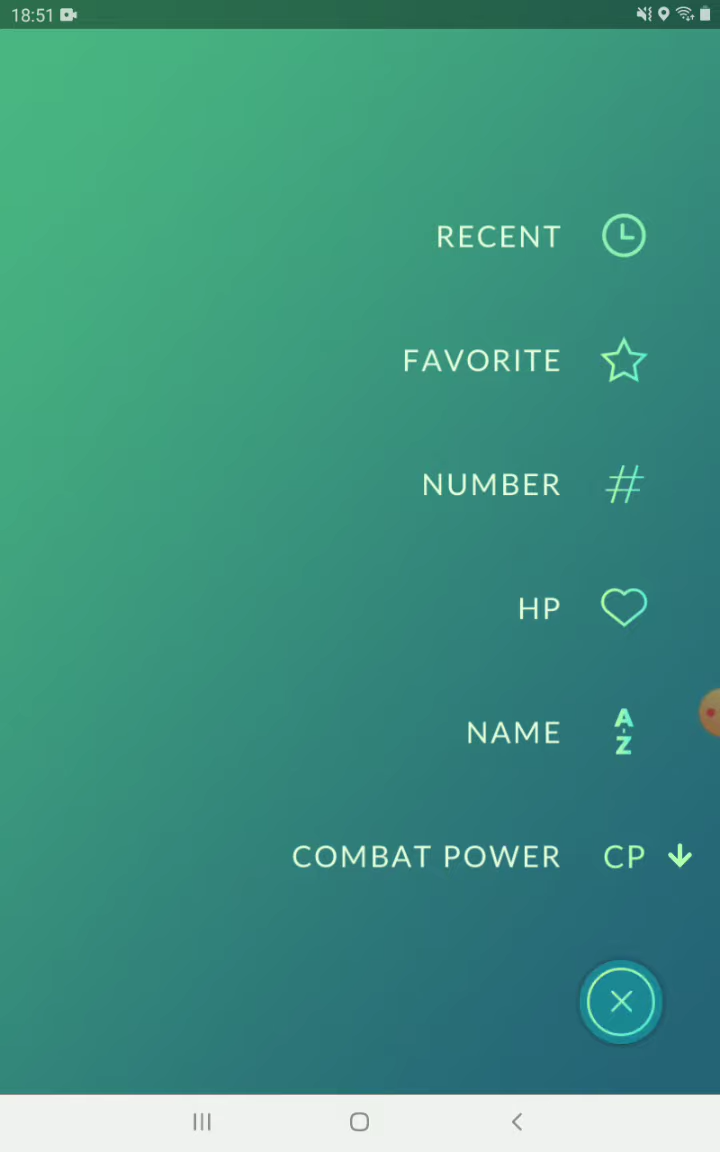 18:51
RECENT
FAVORITE
NUMBER
HP
NAME
A-Z
COMBAT POWER CP